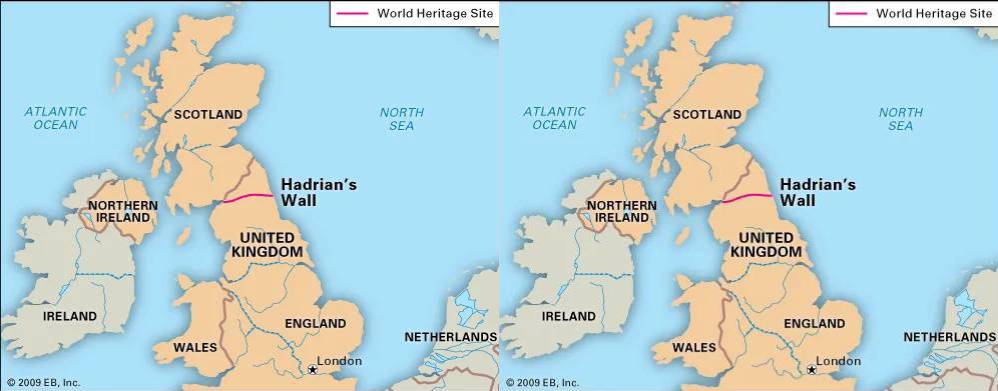 World Heritage Site
ATLANTIC
OCEAN
SCOTLAND
NORTH
SEA
Hadrian's
Wall
NORTHERN
IRELAND
UNITED
KINGDOM
IRELAND
ENGLAND
WALES
NETHERLANDS
London
© 2009 EB, Inc.
World Heritage Site
ATLANTIC
OCEAN
SCOTLAND
NORTH
SEA
Hadrian's
Wall
NORTHERN
IRELAND
UNITED
KINGDOM
IRELAND
ENGLAND
WALES
NETHERLANDS
London
© 2009 EB, Inc.